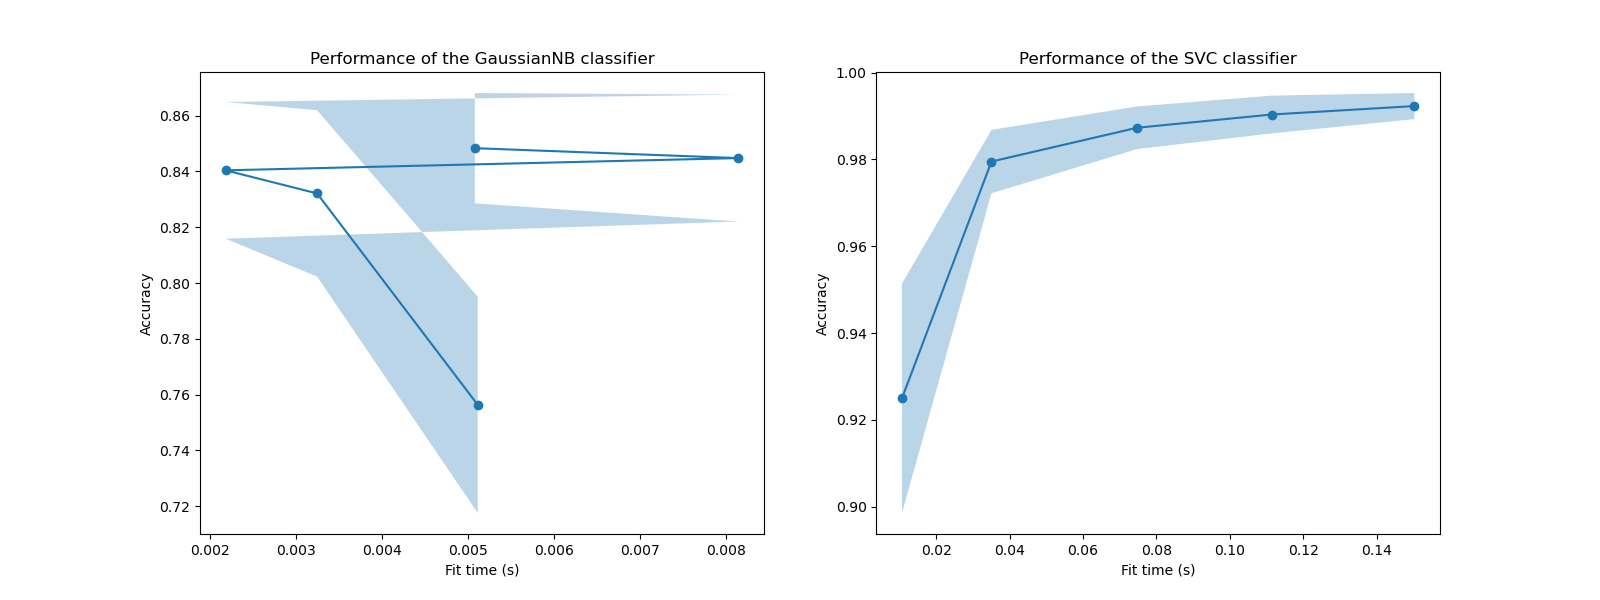 Performance of the GaussianNB classifier
Accuracy
0.86
0.84
0.82
0.80
0.78
0.76
0.74
0.72
0.002 0.003 0.004 0.005 0.006 0.007 0.008
Fit time (s)
Performance of the SVC classifier
Accuracy
1.00
0.98
0.96
0.94
0.92
0.90
0.02 0.04 0.06 0.08 0.10 0.12 0.14
Fit time (s)